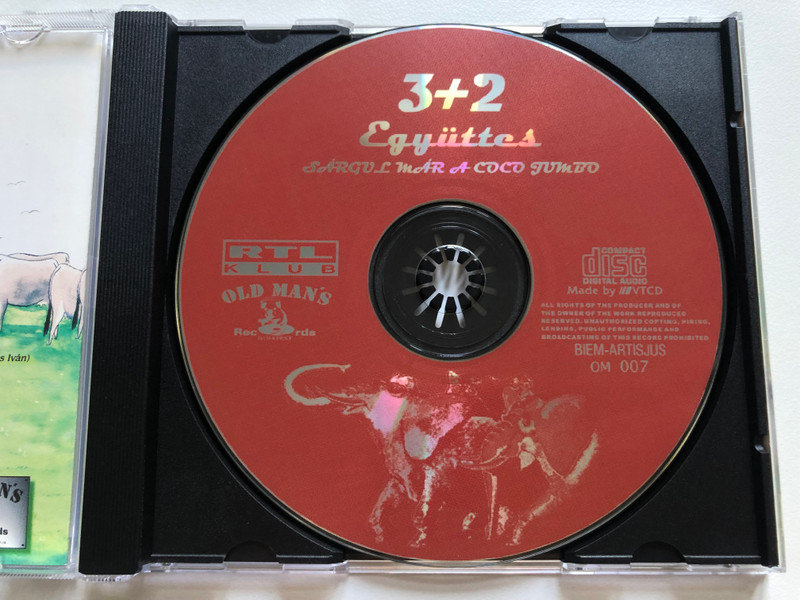 3+2
Együttes
SÁRGUL MÁR A COCO JUMBO
RTL
KLUB
OLD MAN'S
Records
BUDAPEST
COMPACT
disc
DIGITAL AUDIO
Made by VTCD
ALL RIGHTS OF THE PRODUCER AND OF
THE OWNER OF THE WORK REPRODUCED
RESERVED. UNAUTHORIZED COPYING, HIRING,
LENDING, PUBLIC PERFORMANCE AND
BROADCASTING OF THIS RECORD PROHIBITED
BIEM-ARTISJUS
OM 007
s Iván)
N'S
ds